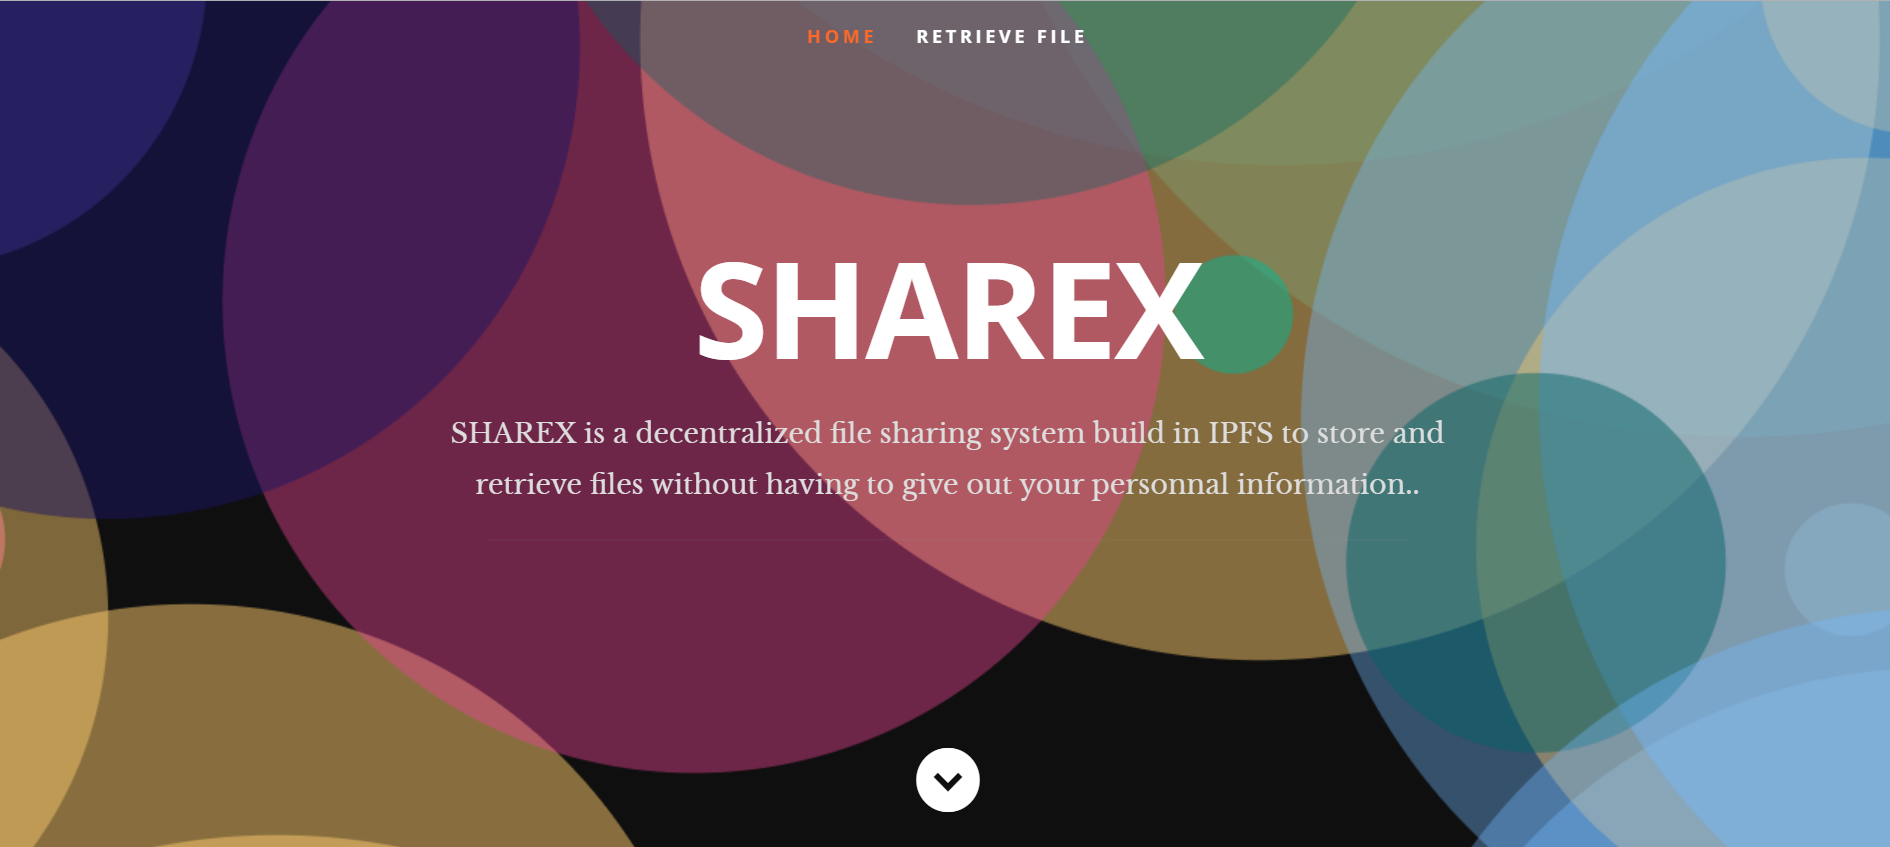 HOME RETRIEVE FILE
SHAREX
SHAREX is a decentralized file sharing system build in IPFS to store and
retrieve files without having to give out your personnal information..